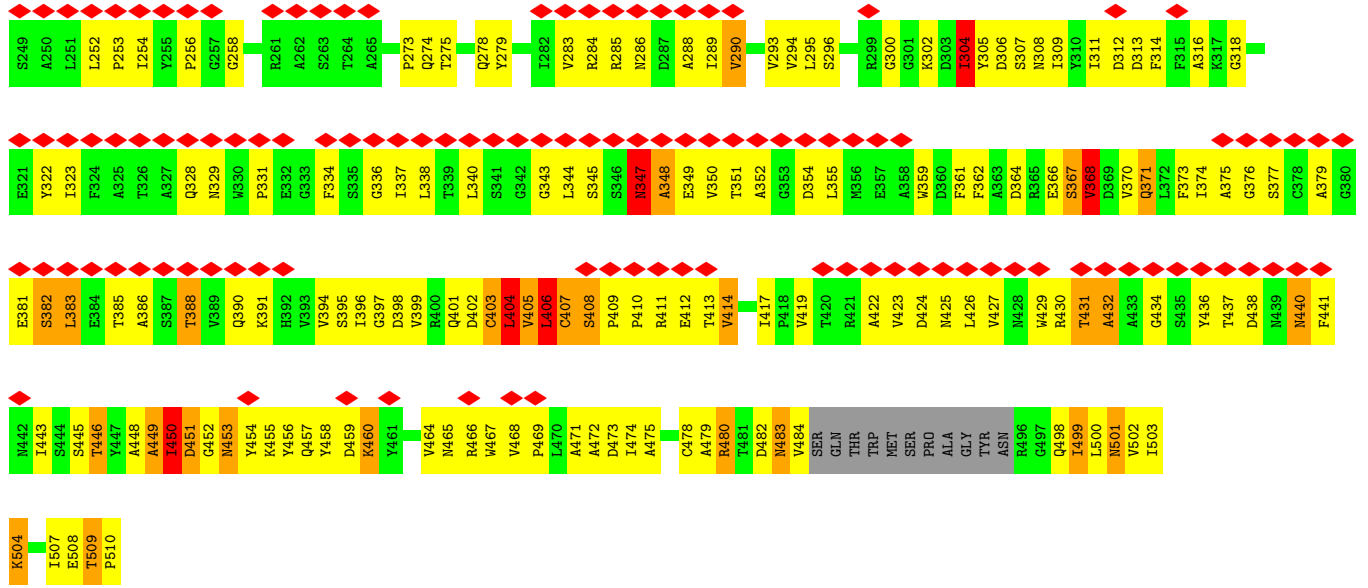 S249 A250 L251 L252 P253 I254 Y255 P256 G257 G258 R261 A262 S263 T264 A265 P273 Q274 T275 Q278 Y279 I282 V283 R284 R285 N286 D287 A288 I289 V290 V293 V294 L295 S296 R299 G300 G301 K302 D303 I304 Y305 D306 S307 N308 I309 Y310 I311 D312 D313 F314 F315 A316 K317 G318
E321 Y322 I323 F324 A325 T326 A327 Q328 N329 W330 P331 E332 G333 F334 S335 G336 I337 L338 T339 L340 S341 G342 G343 L344 S345 S346 N347 A348 E349 V350 T351 A352 G353 D354 L355 M356 E357 A358 W359 D360 F361 F362 A363 D364 R365 E366 S367 V368 D369 V370 Q371 L372 F373 I374 A375 G376 S377 C378 A379 G380
E381 S382 L383 E384 T385 A386 S387 T388 V389 Q390 K391 H392 V393 V394 S395 I396 G397 D398 V399 R400 Q401 D402 C403 L404 V405 L406 C407 S408 P409 P410 R411 E412 T413 V414 I417 P418 V419 T420 R421 A422 V423 D424 N425 L426 V427 N428 W429 R430 T431 A432 A433 G434 S435 Y436 T437 D438 N439 N440 F441
N442 I443 S444 S445 T446 Y447 A448 A449 I450 D451 G452 N453 Y454 K455 Y456 Q457 Y458 D459 K460 Y461 V464 N465 R466 W467 V468 P469 L470 A471 A472 D473 I474 A475 C478 A479 R480 T481 D482 N483 V484 SER GLN THR TRP MET SER PRO ALA GLY TYR ASN R496 G497 Q498 I499 L500 N501 V502 I503
K504 I507 E508 T509 P510